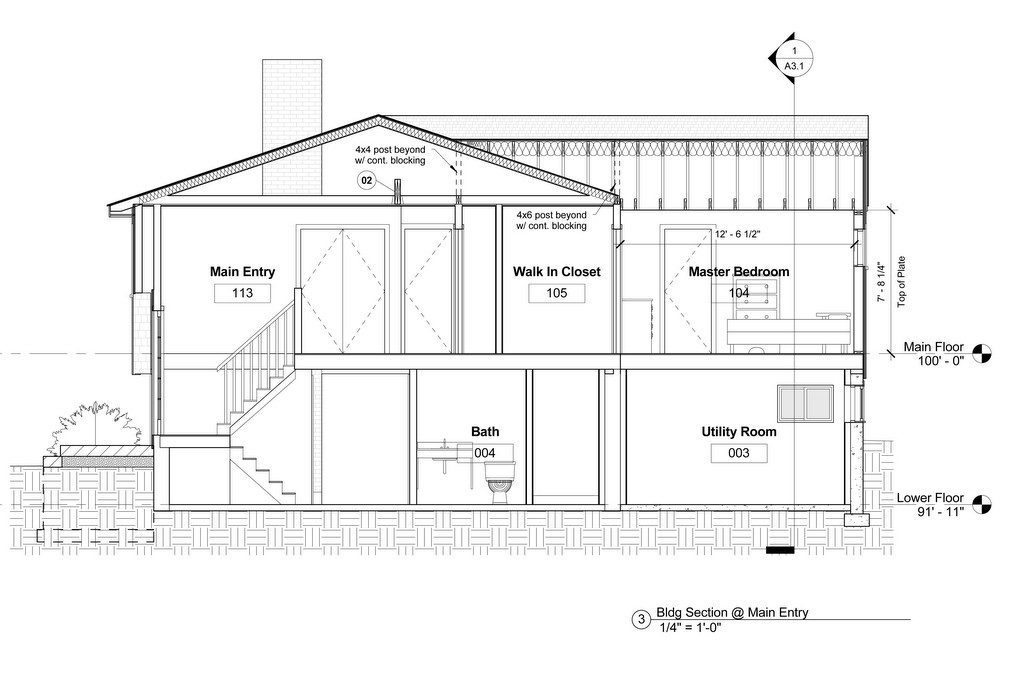 1
A3.1
4x4 post beyond
w/ cont. blocking
02
4x6 post beyond
w/ cont. blocking
12' - 6 1/2"
Main Entry
113
Walk In Closet
105
Master Bedroom
104
7' - 8 1/4"
Top of Plate
Main Floor
100' - 0"
Bath
004
Utility Room
003
Lower Floor
91' - 11"
3
Bldg Section @ Main Entry
1/4" = 1'-0"